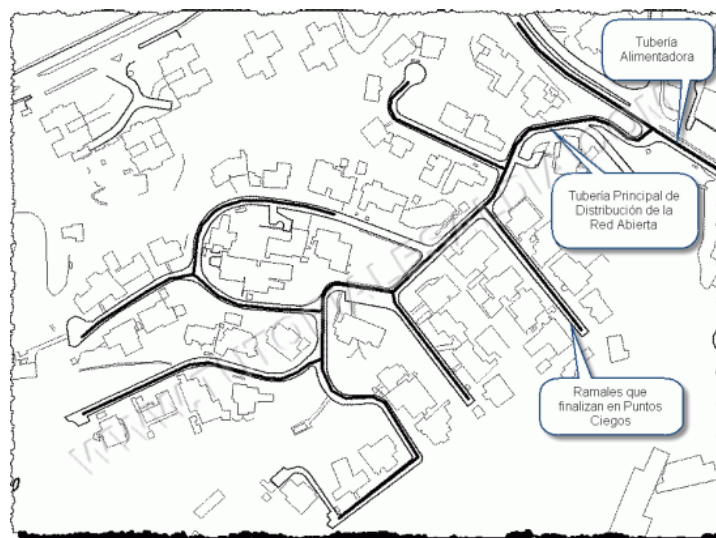 Tubería
Alimentadora
Tubería Principal de
Distribución de la
Red Abierta
Ramales que
finalizan en Puntos
Ciegos